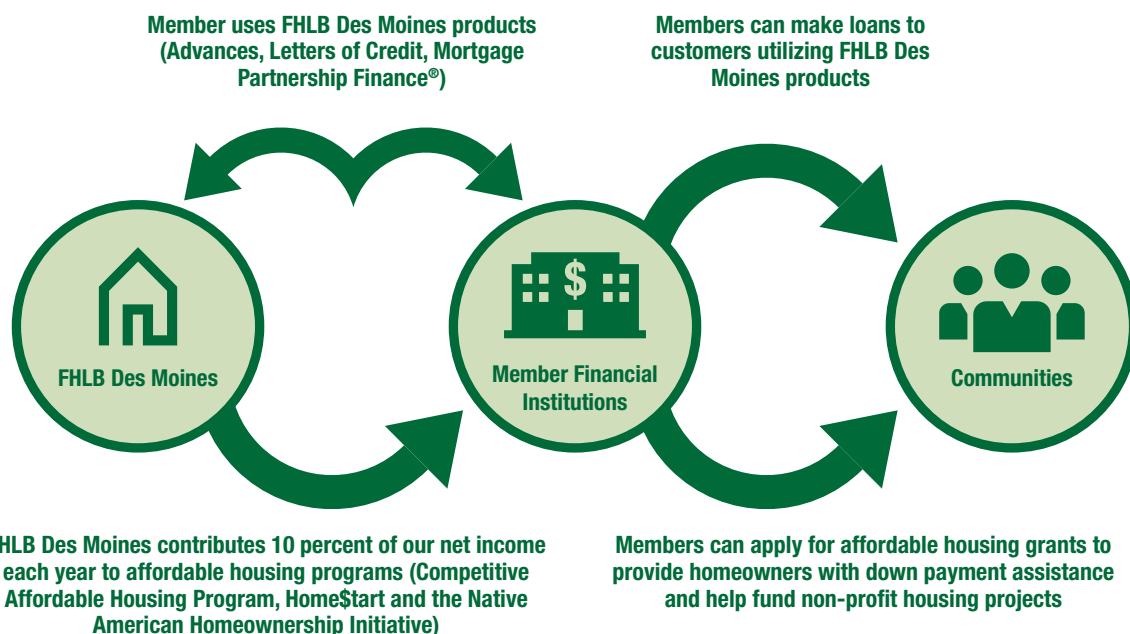 Member uses FHLB Des Moines products
(Advances, Letters of Credit, Mortgage
Partnership Finance®)
Members can make loans to
customers utilizing FHLB Des
Moines products
FHLB Des Moines
$
Member Financial
Institutions
Communities
HLB Des Moines contributes 10 percent of our net income
each year to affordable housing programs (Competitive
Affordable Housing Program, Home$tart and the Native
American Homeownership Initiative)
Members can apply for affordable housing grants to
provide homeowners with down payment assistance
and help fund non-profit housing projects